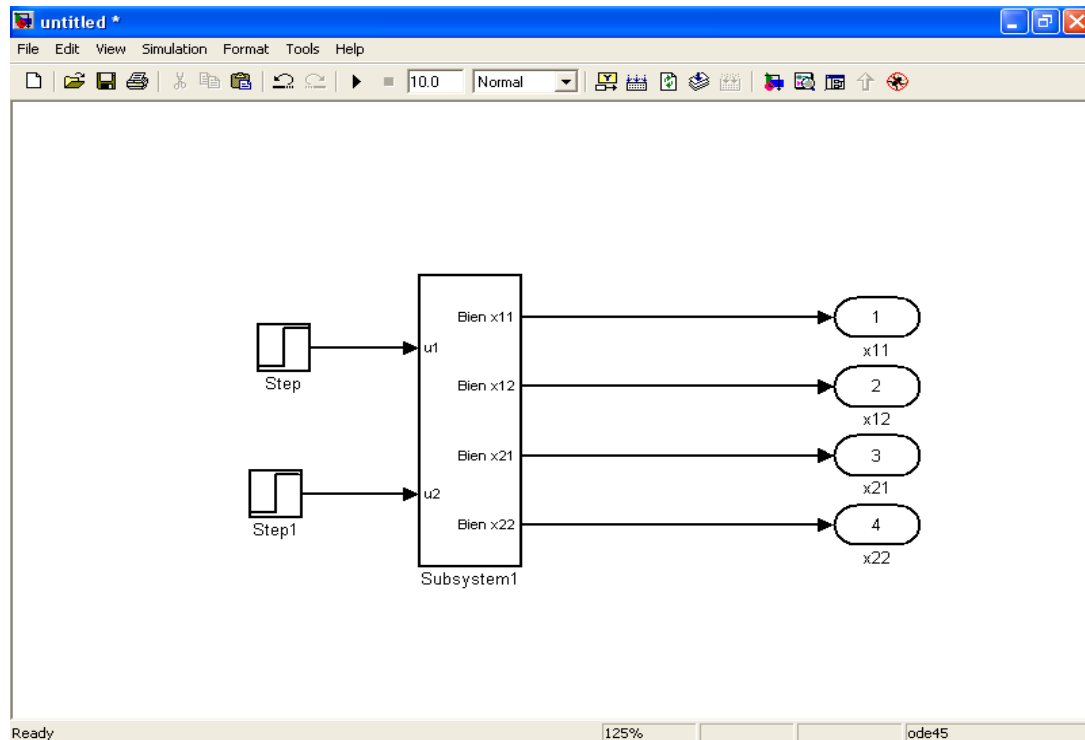 untitled *
File Edit View Simulation Format Tools Help
10.0 Normal
Bien x11
1
u1
x11
Step
Bien x12
2
x12
Bien x21
3
x21
u2
Step1
Bien x22
4
x22
Subsystem1
Ready 125% ode45